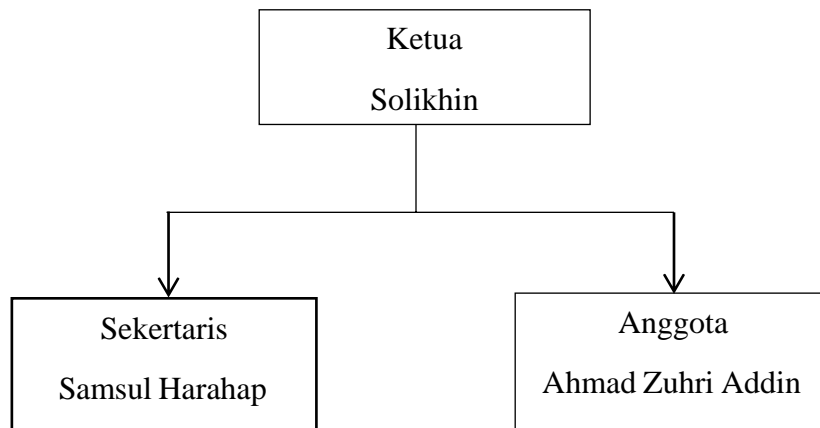 Ketua
Solikhin
Sekertaris
Samsul Harahap
Anggota
Ahmad Zuhri Addin